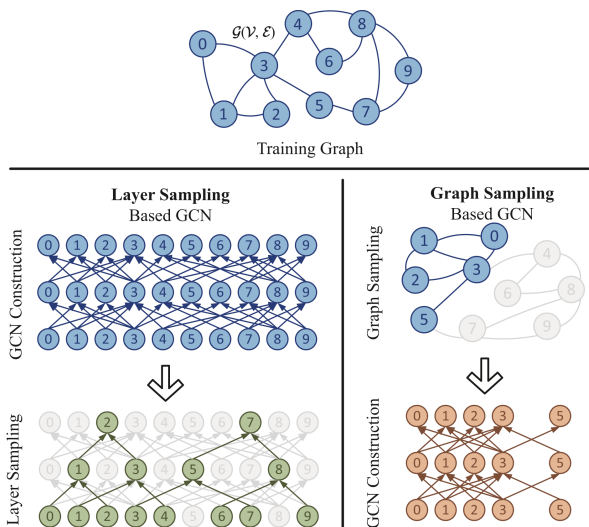 4
8
0
𝒢(𝒱, ℰ)
3
6
9
1
2
5
7
Training Graph
Layer Sampling
Based GCN
GCN Construction
0 1 2 3 4 5 6 7 8 9
0 1 2 3 4 5 6 7 8 9
0 1 2 3 4 5 6 7 8 9
Layer Sampling
0 1 2 3 4 5 6 7 8 9
0 1 2 3 4 5 6 7 8 9
0 1 2 3 4 5 6 7 8 9
Graph Sampling
Based GCN
Graph Sampling
1
0
4
3
2
6
8
5
7
9
GCN Construction
0 1 2 3 5
0 1 2 3 5
0 1 2 3 5